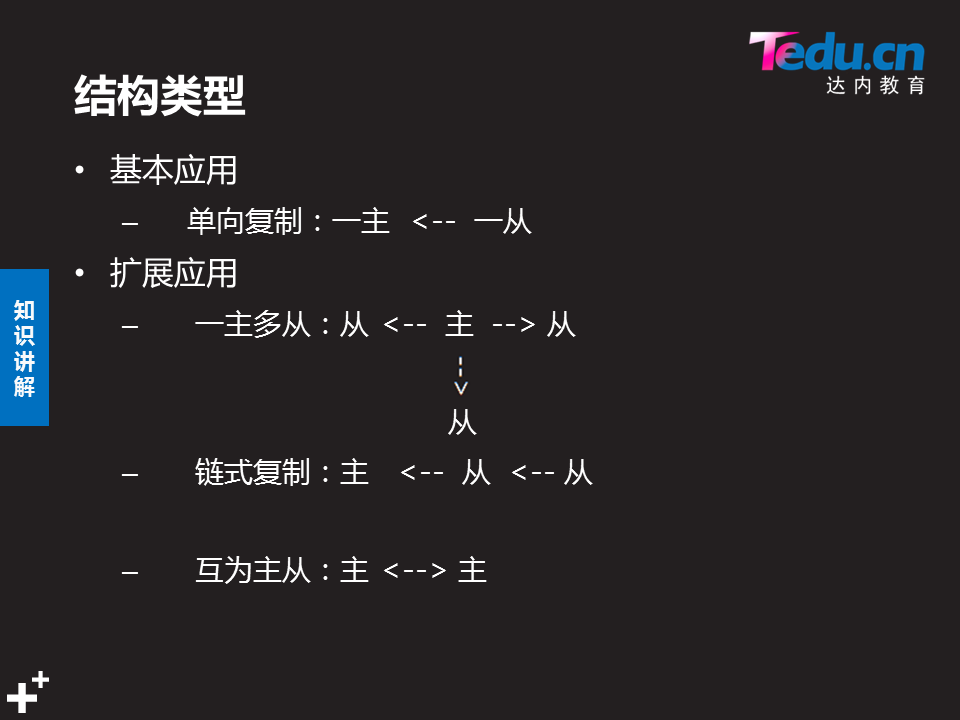 Tedu.cn
达内教育
结构类型
• 基本应用
– 单向复制：一主 <-- 一从
• 扩展应用
– 一主多从：从 <-- 主 --> 从
从
– 链式复制：主 <-- 从 <-- 从
– 互为主从：主 <--> 主
知识讲解